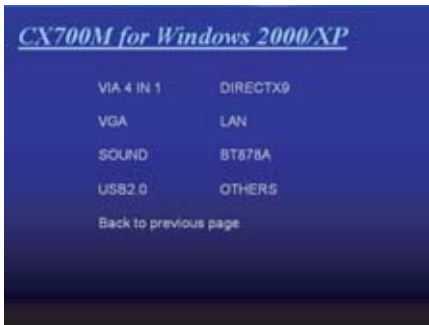 CX700M for Windows 2000/XP
VIA 4 IN 1 DIRECTX9
VGA LAN
SOUND BT878A
USB2.0 OTHERS
Back to previous page